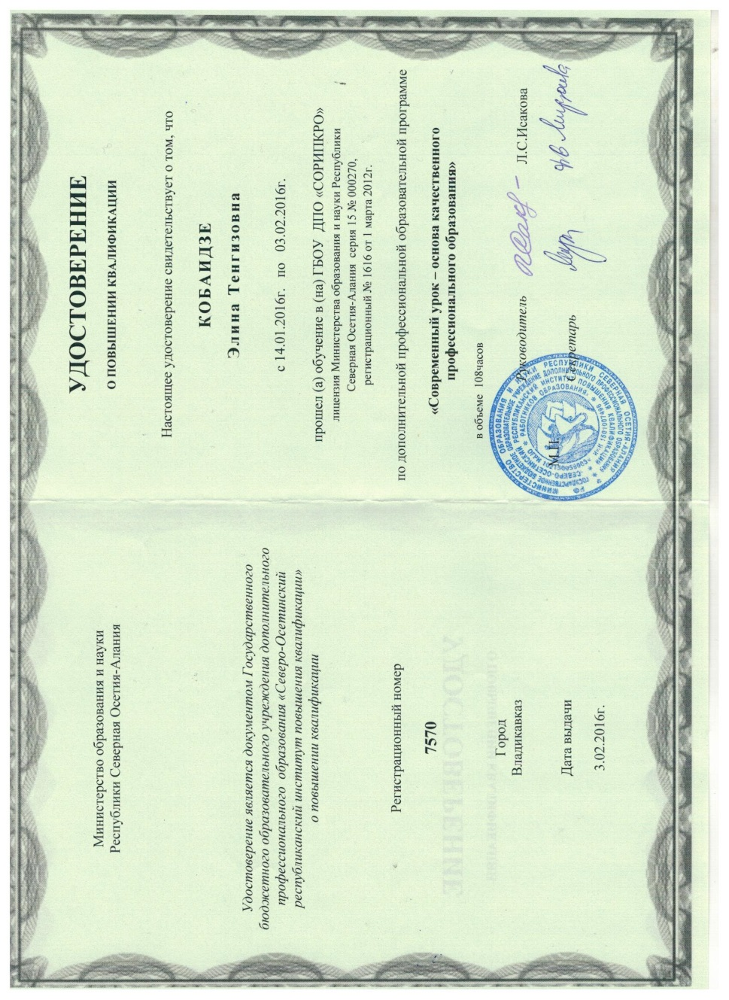 Министерство образования и науки
Республики Северная Осетия-Алания
Удостоверение является документом Государственного
бюджетного образовательного учреждения дополнительного
профессионального образования «Северо-Осетинский
республиканский институт повышения квалификации»
о повышении квалификации
Регистрационный номер
7570
Город
Владикавказ
Дата выдачи
3.02.2016г.
УДОСТОВЕРЕНИЕ
О ПОВЫШЕНИИ КВАЛИФИКАЦИИ
Настоящее удостоверение свидетельствует о том, что
КОБАИДЗЕ
Элина Тенгизовна
с 14.01.2016г. по 03.02.2016г.
прошел (а) обучение в (на) ГБОУ ДПО «СОРИПКРО»
лицензия Министерства образования и науки Республики
Северная Осетия-Алания серия 15 № 000270,
регистрационный № 1616 от 1 марта 2012г.
по дополнительной профессиональной образовательной программе
«Современный урок – основа качественного
профессионального образования»
в объеме 108часов
Руководитель Л.С.Исакова
М.П. Секретарь